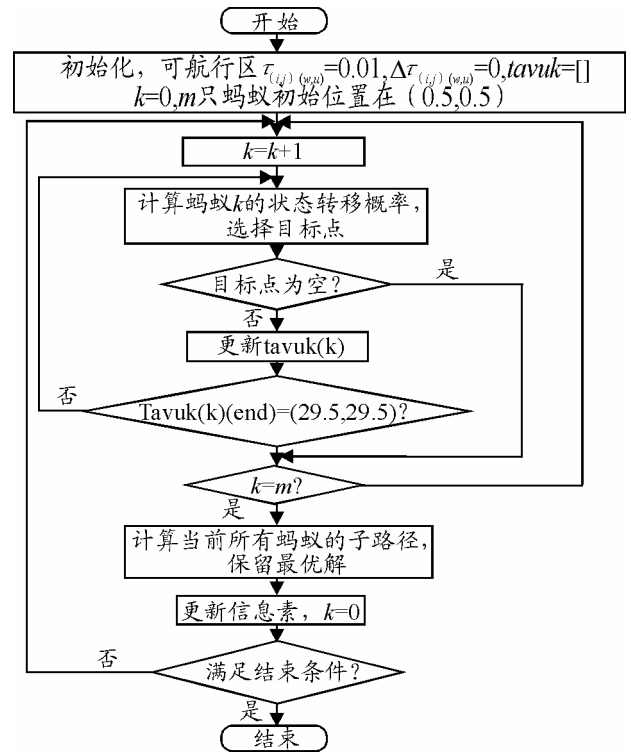 开始
初始化，可航行区τ(i,j)(w,u)=0.01,Δτ(i,j)(w,u)=0,tavuk=[]
k=0,m只蚂蚁初始位置在（0.5,0.5）
k=k+1
计算蚂蚁k的状态转移概率，
选择目标点
目标点为空？
是
否
更新tavuk(k)
否
Tavuk(k)(end)=(29.5,29.5)?
k=m?
是
计算当前所有蚂蚁的子路径，
保留最优解
更新信息素，k=0
否
满足结束条件？
是
结束